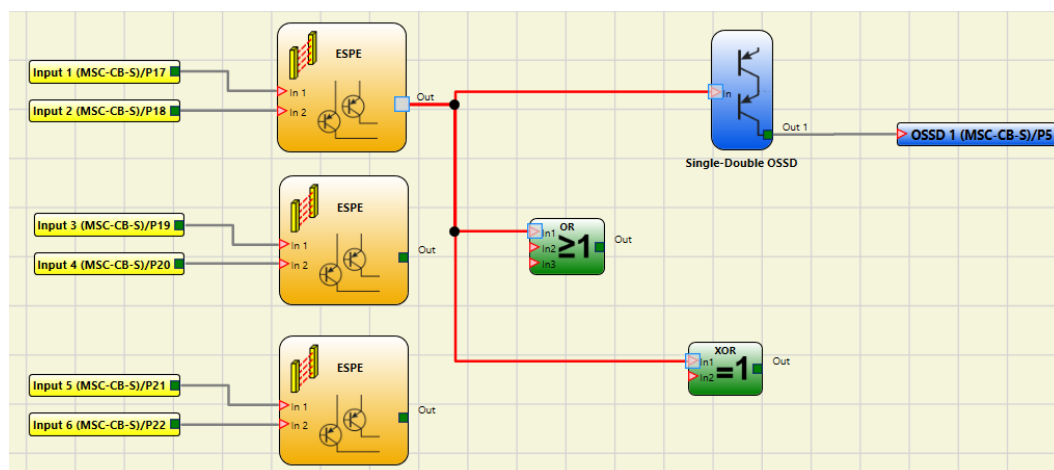 ESPE
Input 1 (MSC-CB-S)/P17
In 1
Out
Input 2 (MSC-CB-S)/P18
In 2
In
Out 1
OSSD 1 (MSC-CB-S)/P5
Single-Double OSSD
ESPE
Input 3 (MSC-CB-S)/P19
In 1
Out
Input 4 (MSC-CB-S)/P20
In 2
OR
In1
In2
In3
≥1
Out
ESPE
Input 5 (MSC-CB-S)/P21
In 1
Out
Input 6 (MSC-CB-S)/P22
In 2
XOR
In1
In2
=1
Out